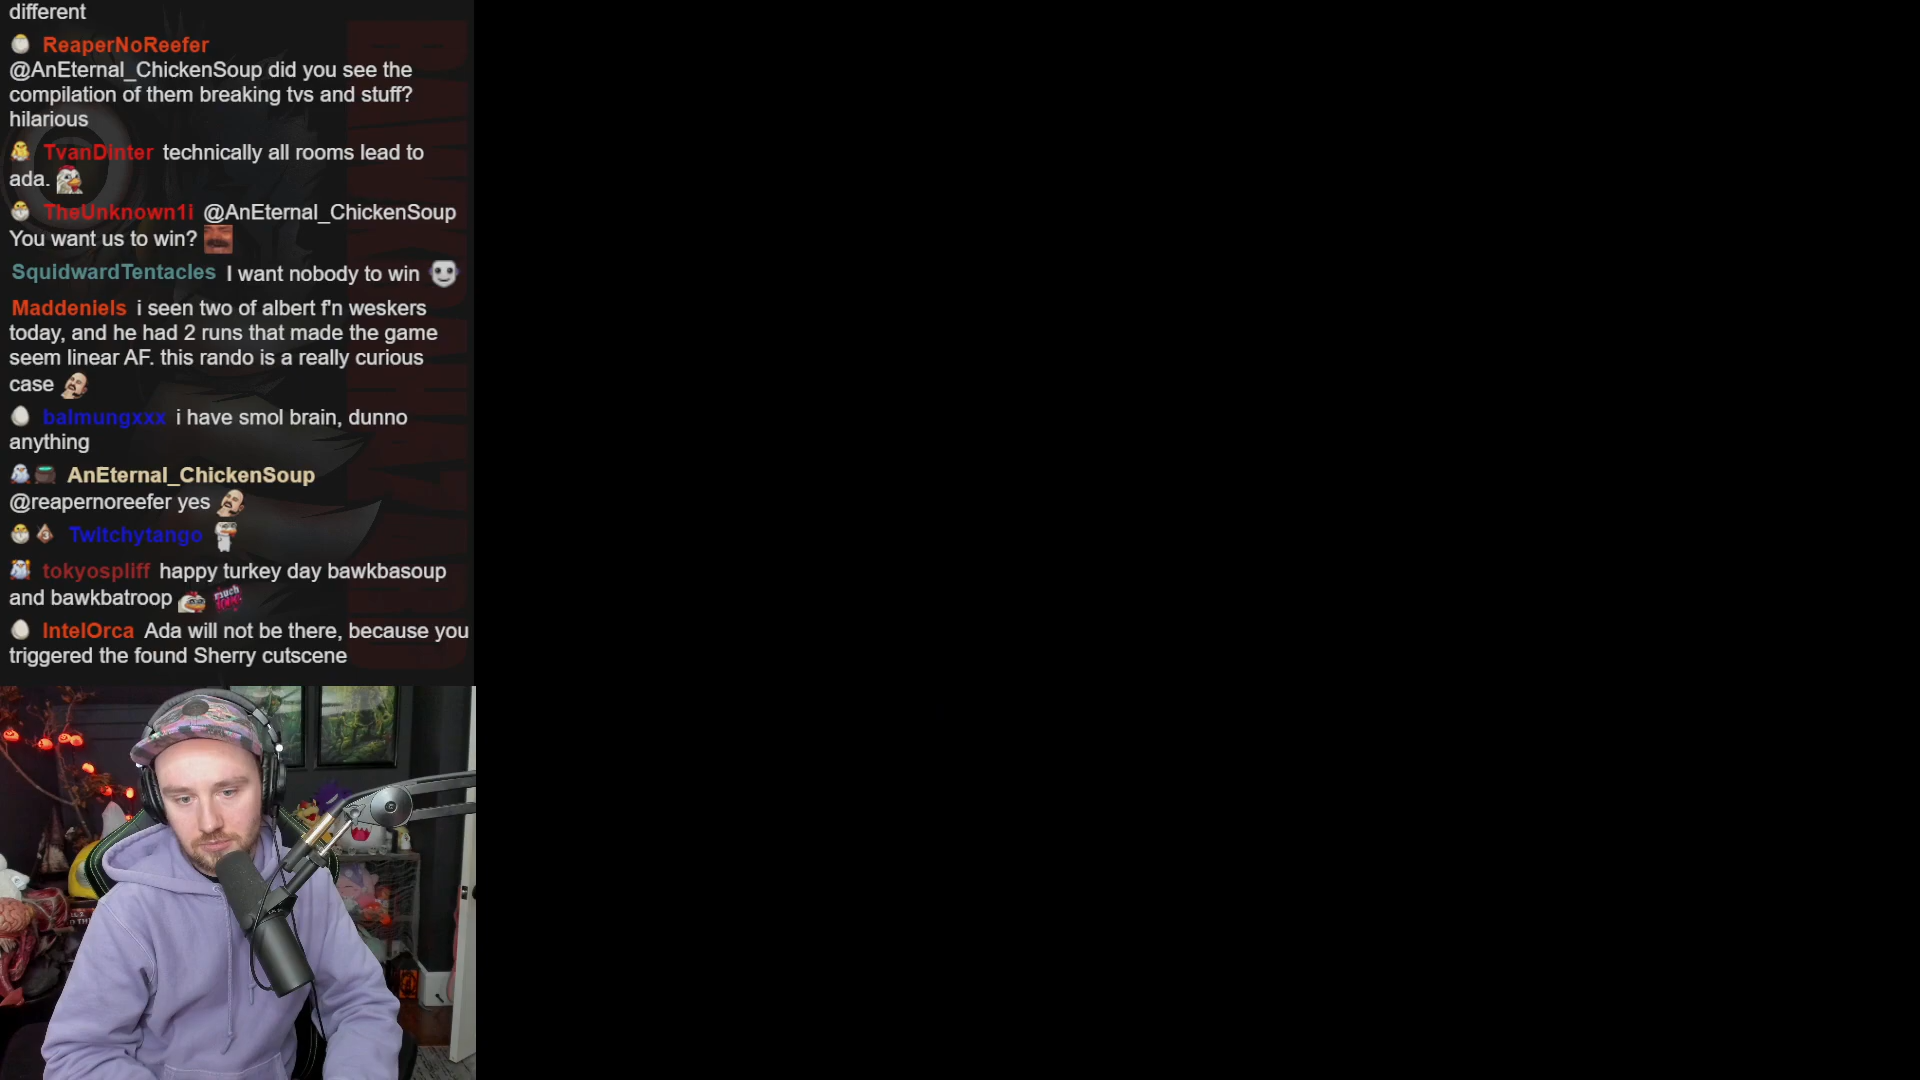 different
ReaperNoReefer
@AnEternal_ChickenSoup did you see the
compilation of them breaking tvs and stuff?
hilarious
TvanDinter technically all rooms lead to
ada.
TheUnknown1i @AnEternal_ChickenSoup
You want us to win?
SquidwardTentacles I want nobody to win
Maddeniels i seen two of albert f'n weskers
today, and he had 2 runs that made the game
seem linear AF. this rando is a really curious
case
balmungxxx i have smol brain, dunno
anything
AnEternal_ChickenSoup
@reapernoreefer yes
Twitchytango
tokyospliff happy turkey day bawkbasoup
and bawkbatroop much
IntelOrca Ada will not be there, because you
triggered the found Sherry cutscene